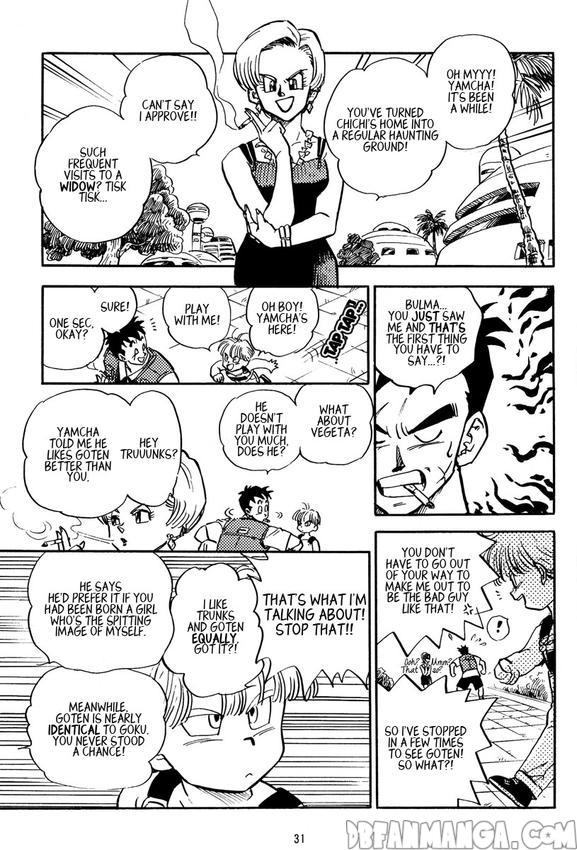 OH MYYY!
YAMCHA!
IT'S BEEN
A WHILE!
YOU'VE TURNED
CHICHI'S HOME INTO
A REGULAR HAUNTING
GROUND!
CAN'T SAY
I APPROVE!!
SUCH
FREQUENT
VISITS TO A
WIDOW? TISK
TISK...
BULMA...
YOU JUST SAW
ME AND THAT'S
THE FIRST THING
YOU HAVE TO
SAY...?!
TAP TAP!
OH BOY!
YAMCHA'S
HERE!
PLAY
WITH ME!
SURE!
ONE SEC,
OKAY?
WHAT
ABOUT
VEGETA?
HE
DOESN'T
PLAY WITH
YOU MUCH,
DOES HE?
HEY
TRUUUNKS?
YAMCHA
TOLD ME HE
LIKES GOTEN
BETTER THAN
YOU.
YOU DON'T
HAVE TO GO OUT
OF YOUR WAY TO
MAKE ME OUT TO
BE THE BAD GUY
LIKE THAT!
!
SO I'VE STOPPED
IN A FEW TIMES
TO SEE GOTEN!
SO WHAT?!
THAT'S WHAT I'M
TALKING ABOUT!
STOP THAT!!
I LIKE
TRUNKS
AND GOTEN
EQUALLY,
GOT IT?!
HE SAYS
HE'D PREFER IT IF YOU
HAD BEEN BORN A GIRL
WHO'S THE SPITTING
IMAGE OF MYSELF.
MEANWHILE,
GOTEN IS NEARLY
IDENTICAL TO GOKU.
YOU NEVER STOOD
A CHANCE!
31
DBFANMANGA.COM